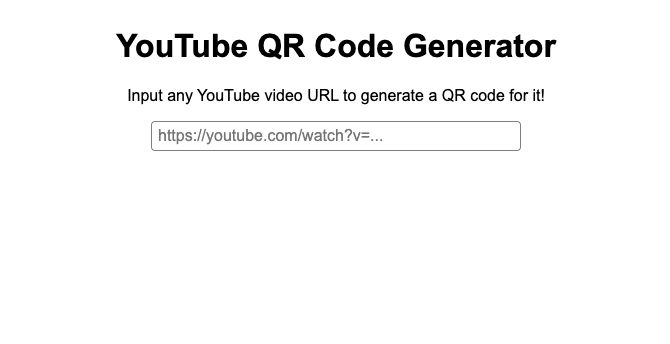 YouTube QR Code Generator
Input any YouTube video URL to generate a QR code for it!
https://youtube.com/watch?v=...